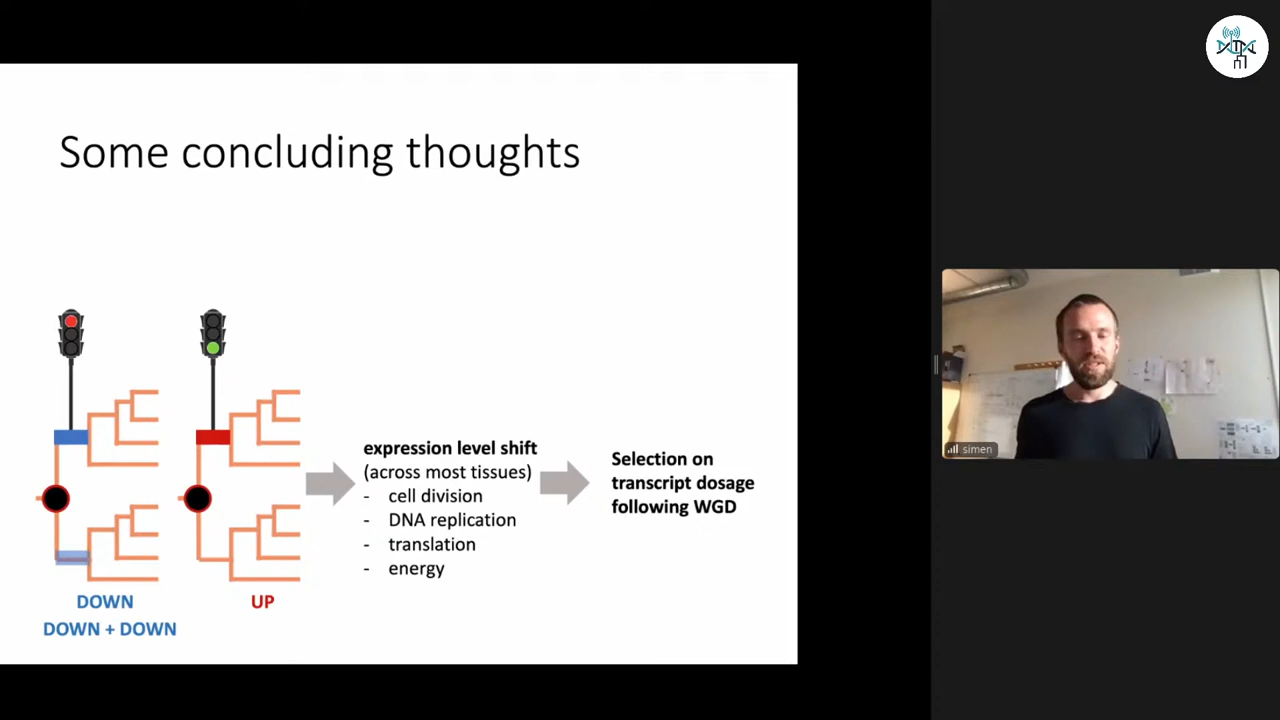 Some concluding thoughts
expression level shift
(across most tissues)
- cell division
- DNA replication
- translation
- energy
Selection on
transcript dosage
following WGD
DOWN
DOWN + DOWN
UP
simen